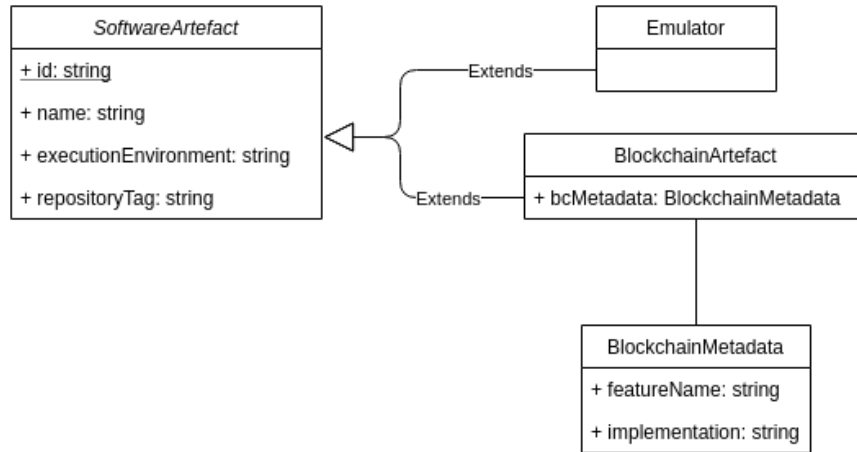 SoftwareArtefact
+ id: string
+ name: string
+ executionEnvironment: string
+ repositoryTag: string
Extends
Emulator
Extends
BlockchainArtefact
+ bcMetadata: BlockchainMetadata
BlockchainMetadata
+ featureName: string
+ implementation: string